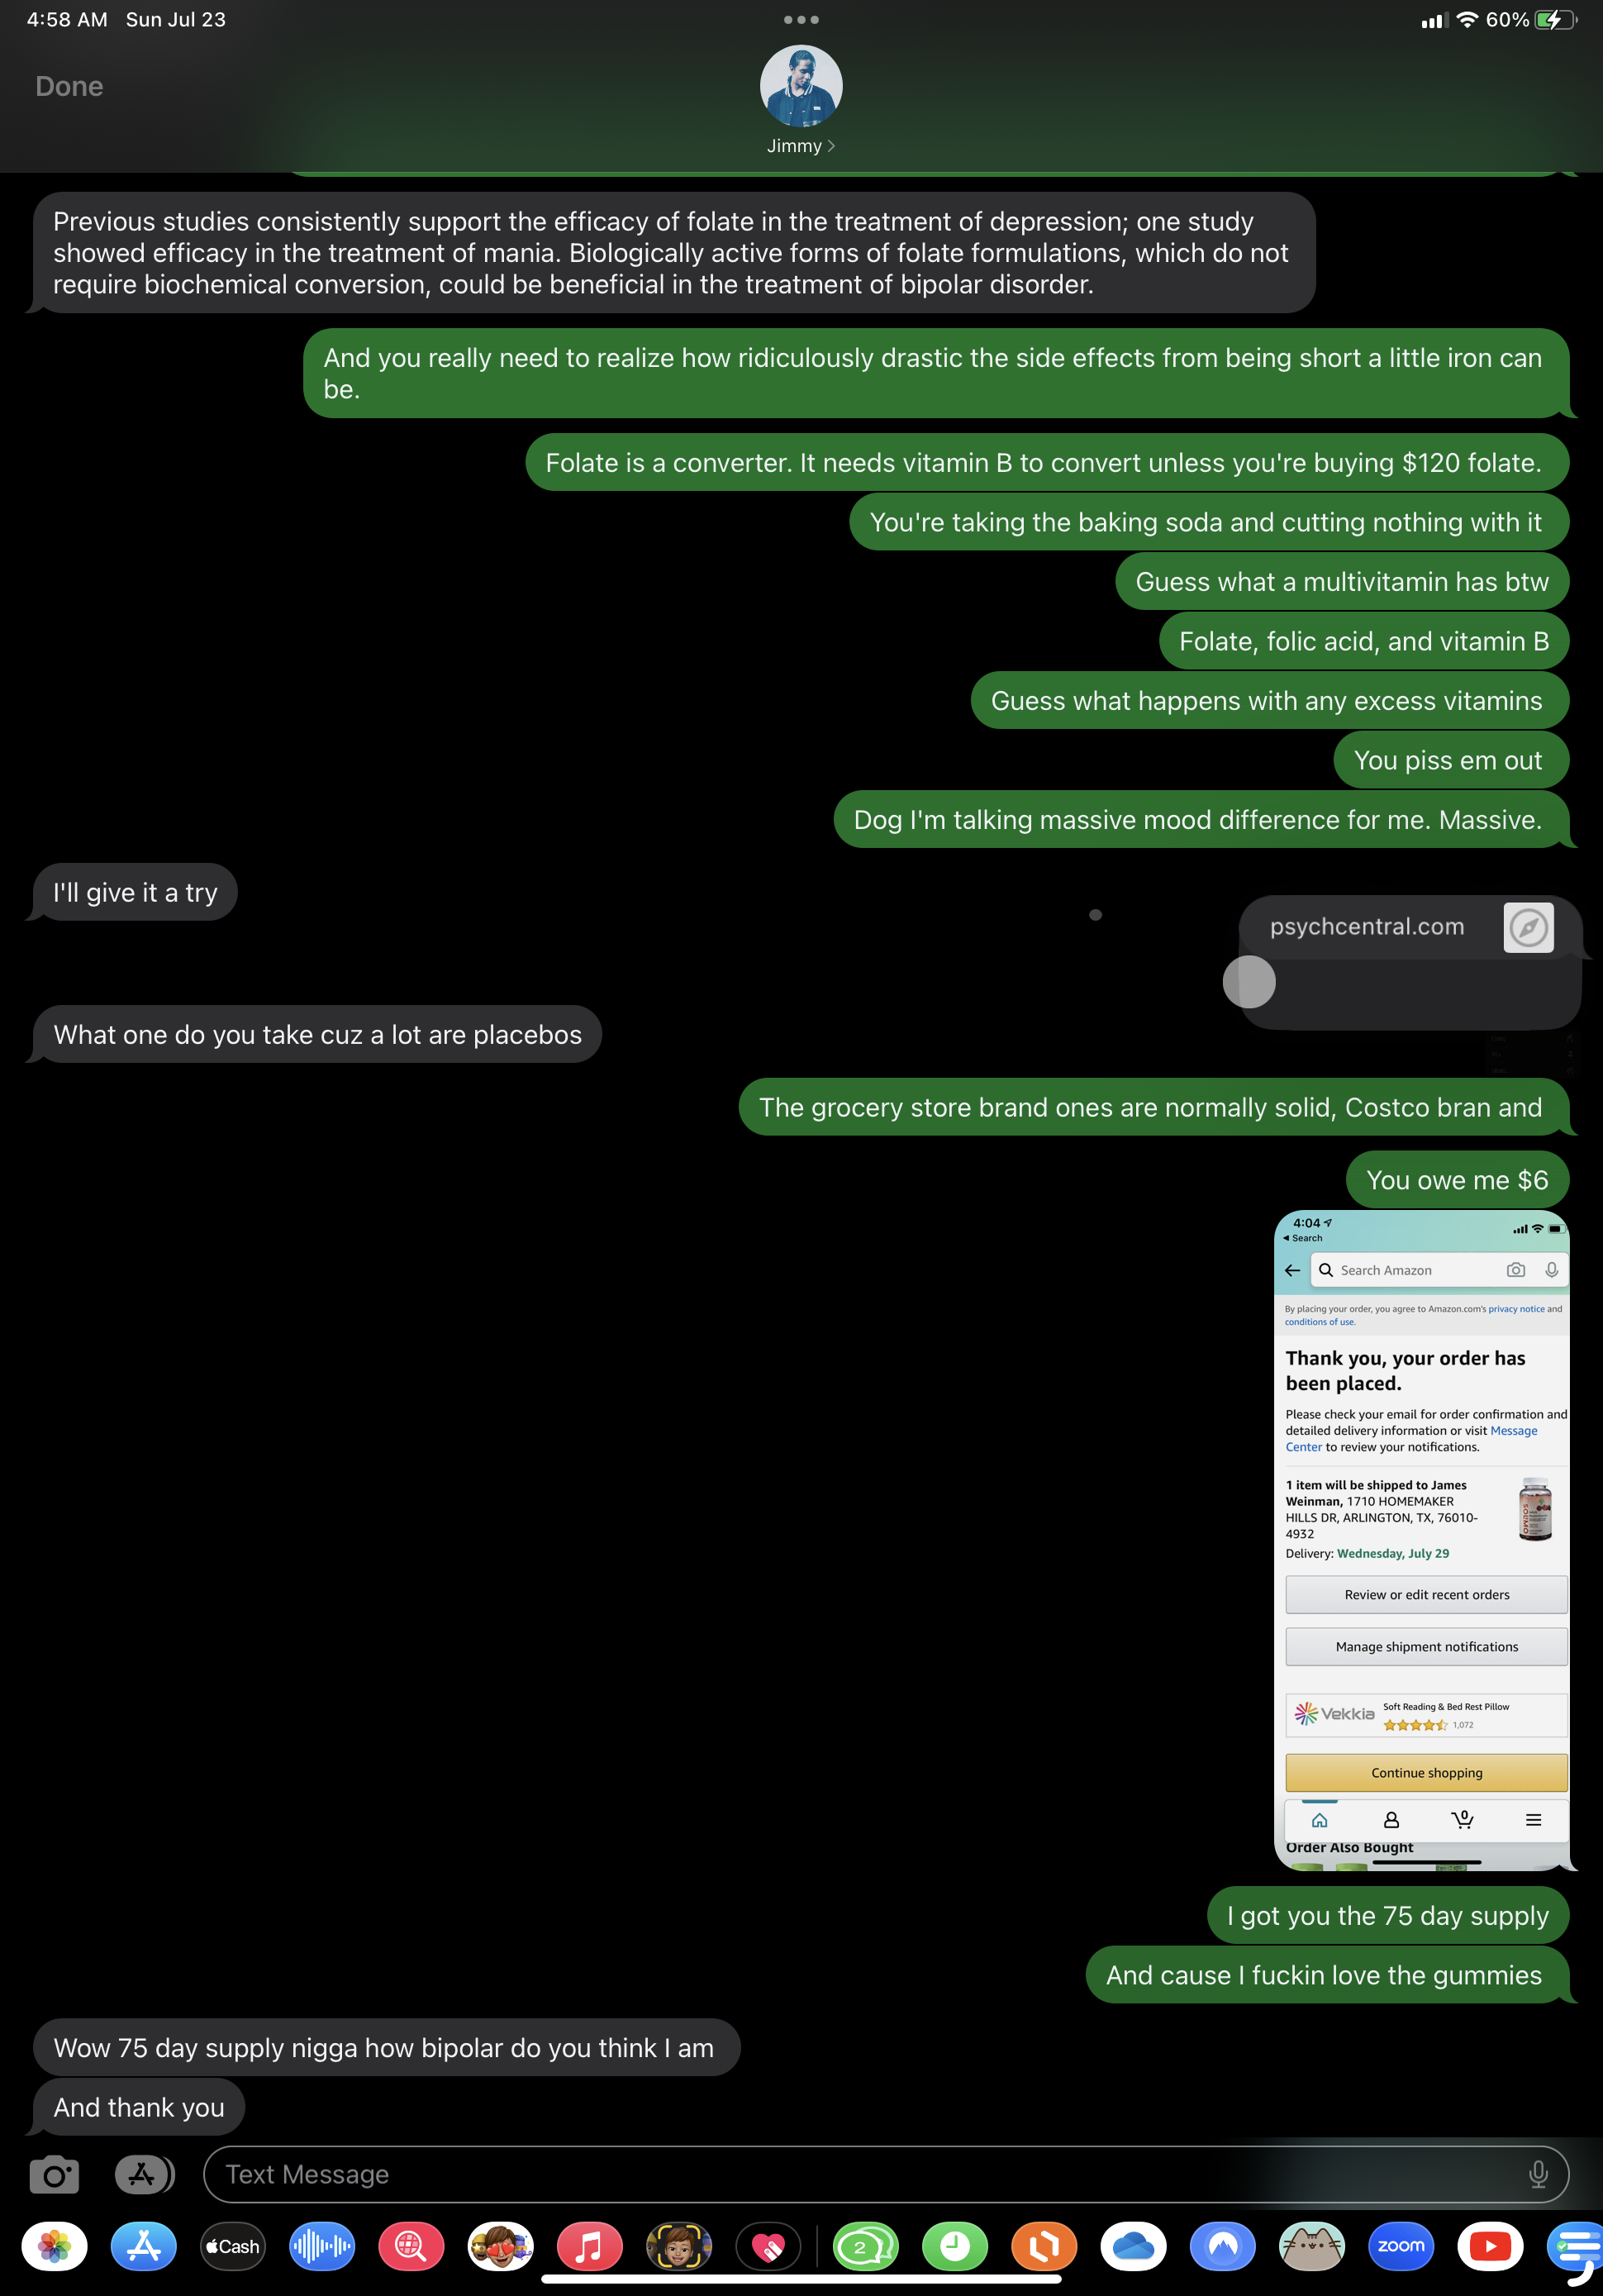 4:58 AM Sun Jul 23
60%
Done
Jimmy
Previous studies consistently support the efficacy of folate in the treatment of depression; one study
showed efficacy in the treatment of mania. Biologically active forms of folate formulations, which do not
require biochemical conversion, could be beneficial in the treatment of bipolar disorder.
And you really need to realize how ridiculously drastic the side effects from being short a little iron can
be.
Folate is a converter. It needs vitamin B to convert unless you're buying $120 folate.
You're taking the baking soda and cutting nothing with it
Guess what a multivitamin has btw
Folate, folic acid, and vitamin B
Guess what happens with any excess vitamins
You piss em out
Dog I'm talking massive mood difference for me. Massive.
I'll give it a try
psychcentral.com
What one do you take cuz a lot are placebos
The grocery store brand ones are normally solid, Costco bran and
You owe me $6
4:04
Search
Search Amazon
By placing your order, you agree to Amazon.com's privacy notice and
conditions of use.
Thank you, your order has
been placed.
Please check your email for order confirmation and
detailed delivery information or visit Message
Center to review your notifications.
1 item will be shipped to James
Weinman, 1710 HOMEMAKER
HILLS DR, ARLINGTON, TX, 76010-
4932
Delivery: Wednesday, July 29
SOLIMO
Review or edit recent orders
Manage shipment notifications
Vekkia
Soft Reading & Bed Rest Pillow
1,072
Continue shopping
0
Order Also Bought
I got you the 75 day supply
And cause I fuckin love the gummies
Wow 75 day supply nigga how bipolar do you think I am
And thank you
Text Message
Cash
2
zoom